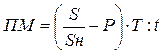 ПМ = (S/Sн − P) · T : t